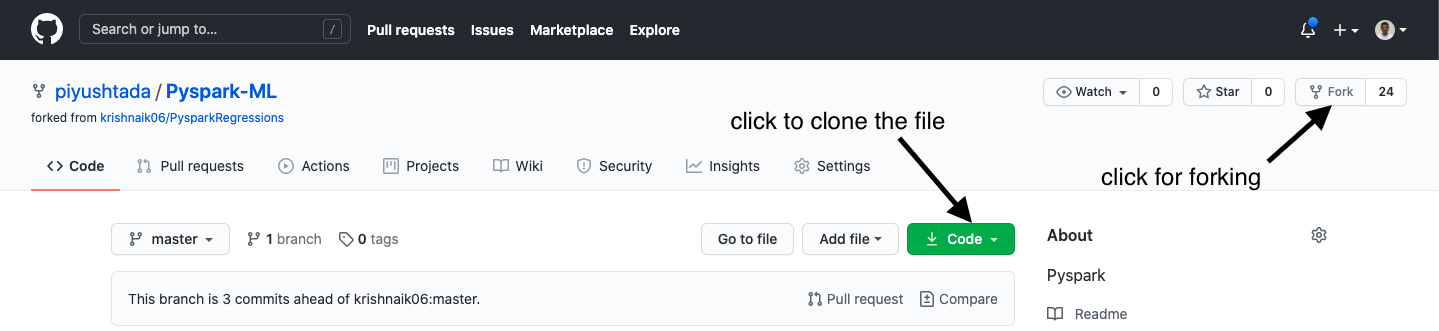 Search or jump to... /
Pull requests Issues Marketplace Explore
piyushtada / Pyspark-ML
forked from krishnaik06/PysparkRegressions
Watch 0 Star 0 Fork 24
click to clone the file
click for forking
Code Pull requests Actions Projects Wiki Security Insights Settings
master 1 branch 0 tags Go to file Add file Code
About
This branch is 3 commits ahead of krishnaik06:master. Pull request Compare
Pyspark
Readme